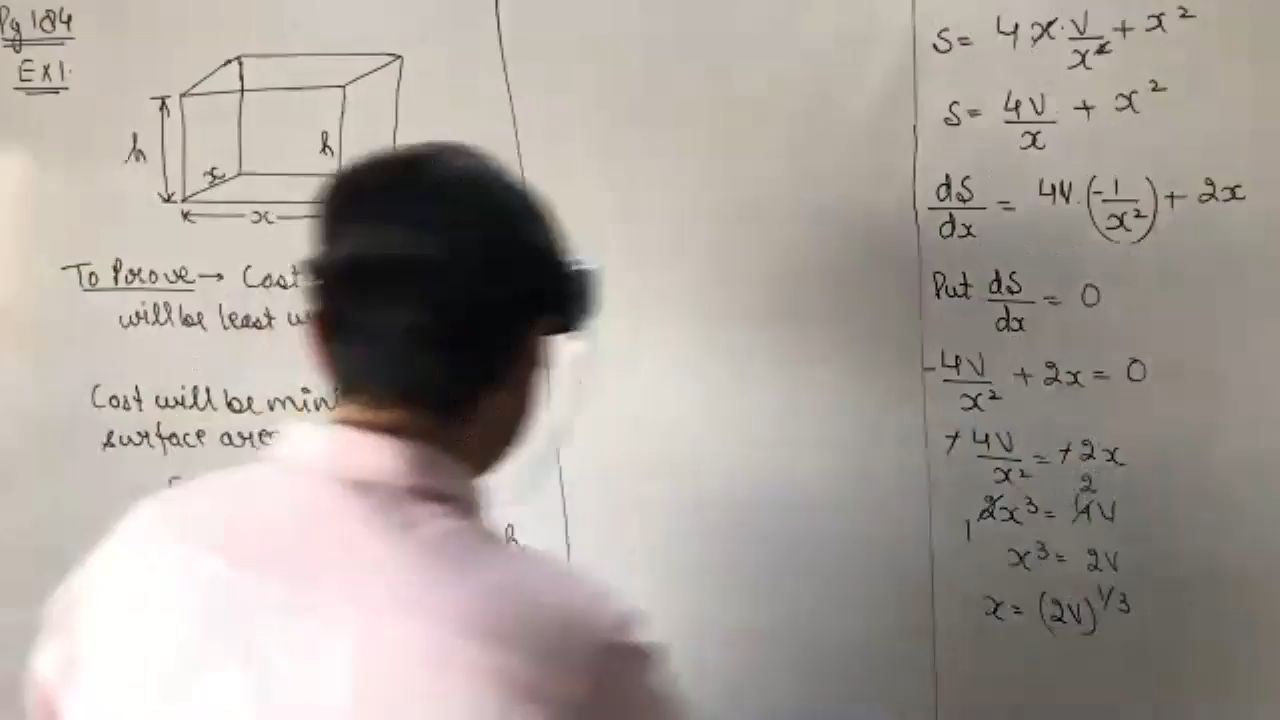 Pg 184
Ex1.
h
h
x
x
To Prove → Cost
will be least
Cost will be min
surface are
S = 4x·V/x² + x²
S = 4V/x + x²
dS/dx = 4V·(-1/x²) + 2x
Put dS/dx = 0
-4V/x² + 2x = 0
+4V/x² = +2x
2
1 2x³ = 4V
x³ = 2V
x = (2V)^1/3